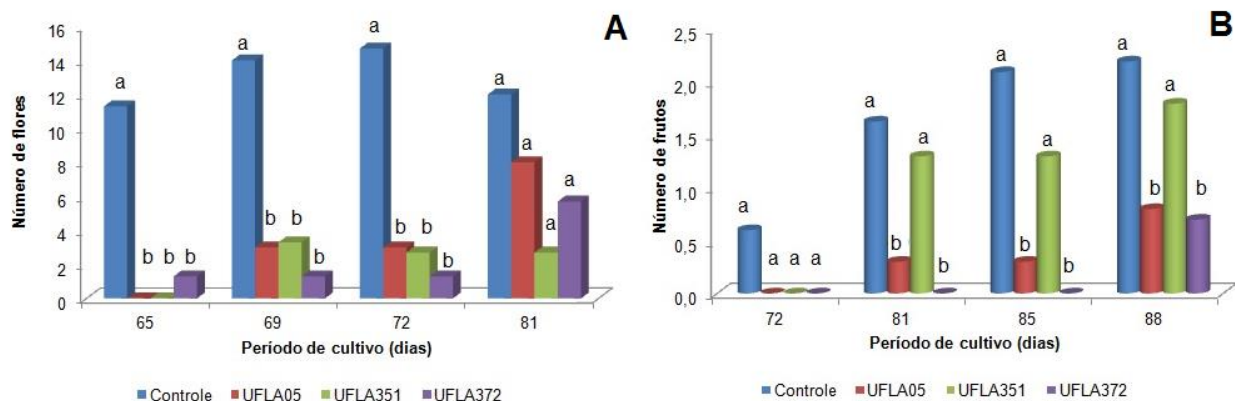 A
Número de flores
16
14
12
10
8
6
4
2
0
a
b b b
a
b b
b
a
b b
b
a
a
a
a
65 69 72 81
Período de cultivo (dias)
Controle UFLA05 UFLA351 UFLA372
B
Número de frutos
2,5
2,0
1,5
1,0
0,5
0,0
a
a a a
a
b
a
b
a
b
a
b
a
b
a
b
72 81 85 88
Período de cultivo (dias)
Controle UFLA05 UFLA351 UFLA372